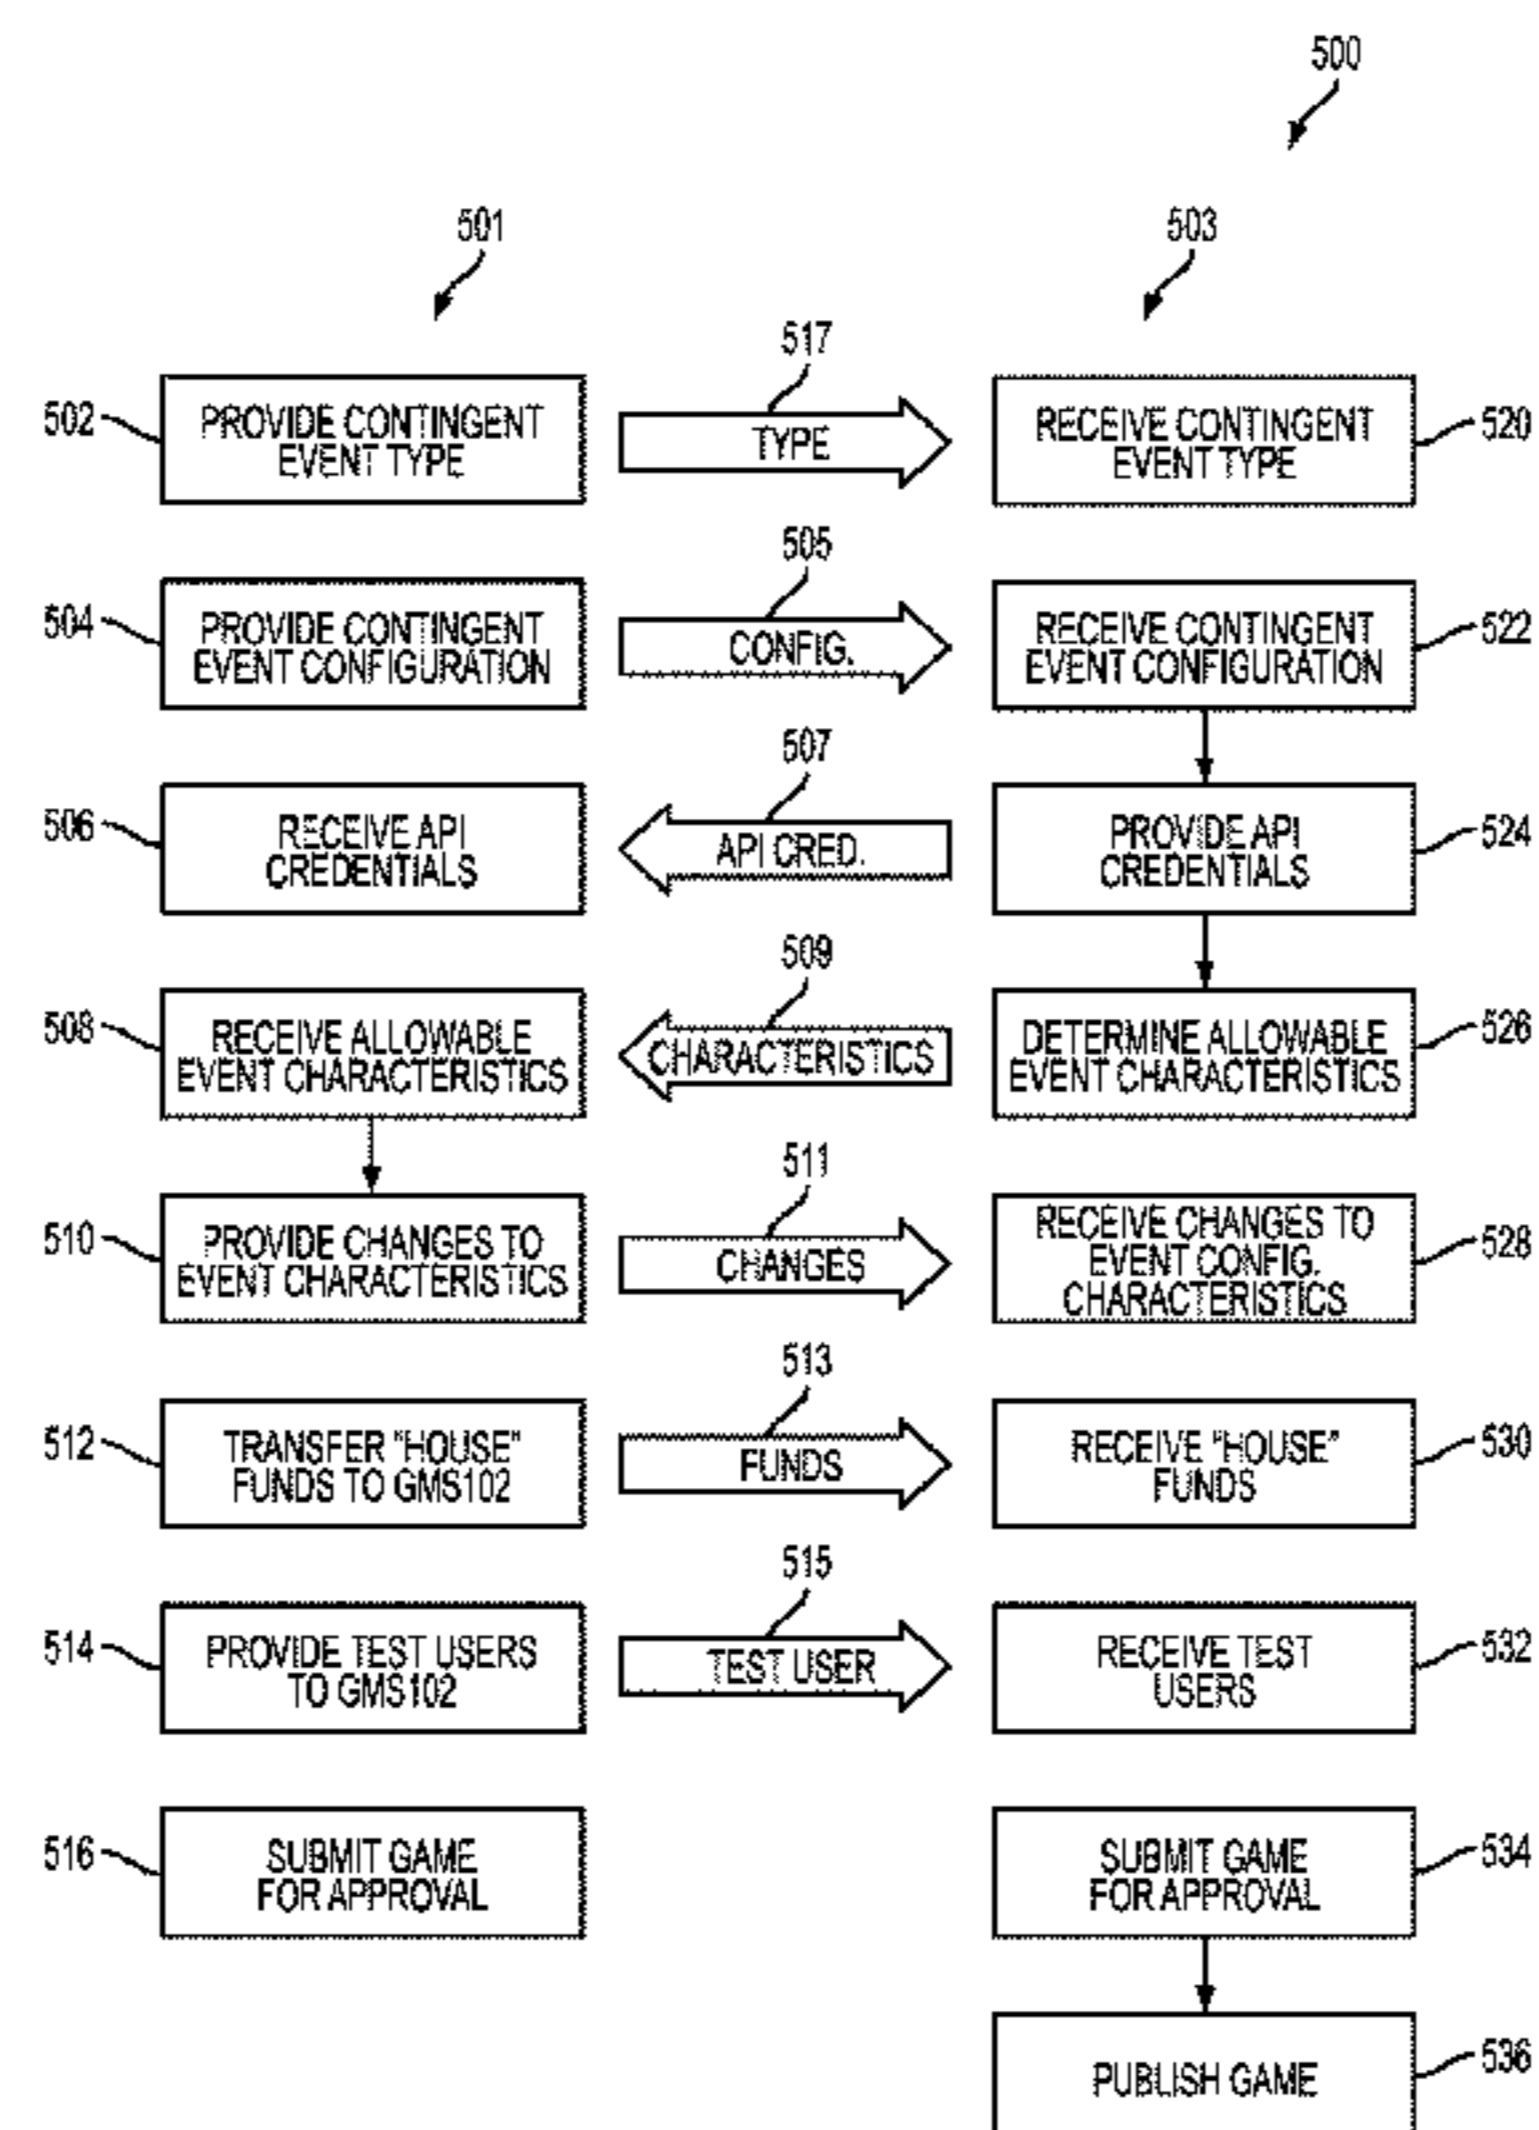 500
501
503
517
502
PROVIDE CONTINGENT
EVENT TYPE
TYPE
RECEIVE CONTINGENT
EVENT TYPE
520
505
504
PROVIDE CONTINGENT
EVENT CONFIGURATION
CONFIG.
RECEIVE CONTINGENT
EVENT CONFIGURATION
522
507
506
RECEIVE API
CREDENTIALS
API CRED.
PROVIDE API
CREDENTIALS
524
509
508
RECEIVE ALLOWABLE
EVENT CHARACTERISTICS
CHARACTERISTICS
DETERMINE ALLOWABLE
EVENT CHARACTERISTICS
526
511
510
PROVIDE CHANGES TO
EVENT CHARACTERISTICS
CHANGES
RECEIVE CHANGES TO
EVENT CONFIG.
CHARACTERISTICS
528
513
512
TRANSFER "HOUSE"
FUNDS TO GMS102
FUNDS
RECEIVE "HOUSE"
FUNDS
530
515
514
PROVIDE TEST USERS
TO GMS102
TEST USER
RECEIVE TEST
USERS
532
516
SUBMIT GAME
FOR APPROVAL
SUBMIT GAME
FOR APPROVAL
534
PUBLISH GAME
536